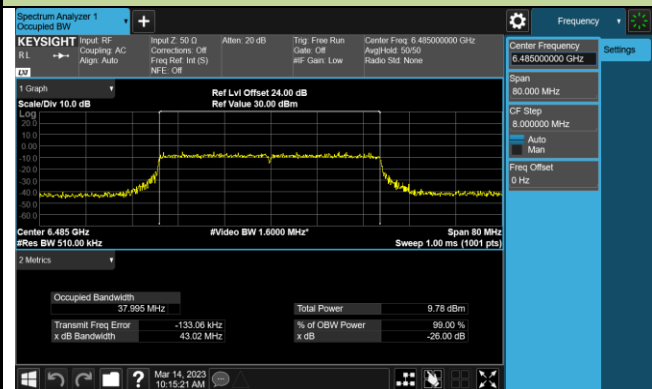 Spectrum Analyzer 1
Occupied BW
Frequency
KEYSIGHT
RL
LXI
Input: RF
Coupling: AC
Align: Auto
Input Z: 50 Ω
Corrections: Off
Freq Ref: Int (S)
NFE: Off
Atten: 20 dB
Trig: Free Run
Gate: Off
#IF Gain: Low
Center Freq: 6.485000000 GHz
Avg|Hold: 50/50
Radio Std: None
Center Frequency
6.485000000 GHz
Settings
Span
80.000 MHz
CF Step
8.000000 MHz
Auto
Man
Freq Offset
0 Hz
1 Graph
Scale/Div 10.0 dB
Ref Lvl Offset 24.00 dB
Ref Value 30.00 dBm
Log
20.0
10.0
0.00
-10.0
-20.0
-30.0
-40.0
-50.0
-60.0
Center 6.485 GHz
#Res BW 510.00 kHz
#Video BW 1.6000 MHz*
Span 80 MHz
Sweep 1.00 ms (1001 pts)
2 Metrics
Occupied Bandwidth
37.995 MHz
Total Power 9.78 dBm
Transmit Freq Error -133.06 kHz
% of OBW Power 99.00 %
x dB Bandwidth 43.02 MHz
x dB -26.00 dB
Mar 14, 2023
10:15:21 AM